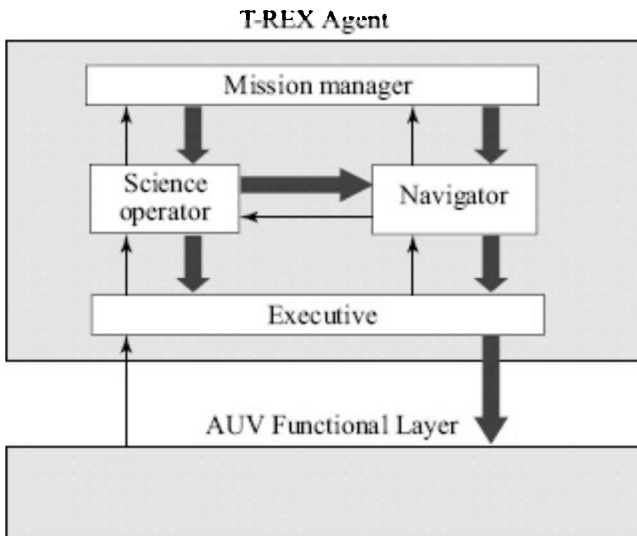 T-REX Agent
Mission manager
Science
operator
Navigator
Executive
AUV Functional Layer